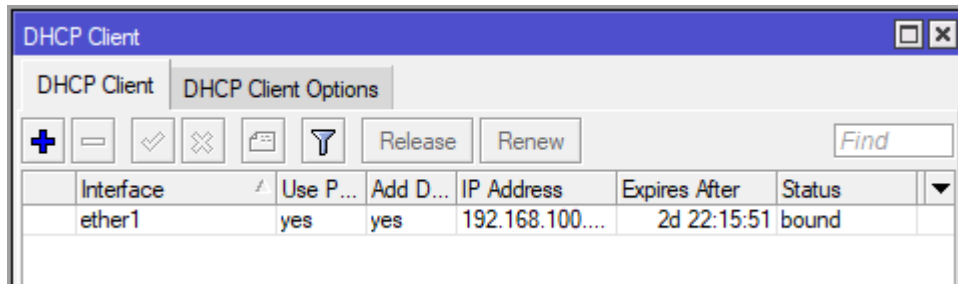 DHCP Client
DHCP Client DHCP Client Options
Release Renew Find
Interface Use P... Add D... IP Address Expires After Status
ether1 yes yes 192.168.100.... 2d 22:15:51 bound